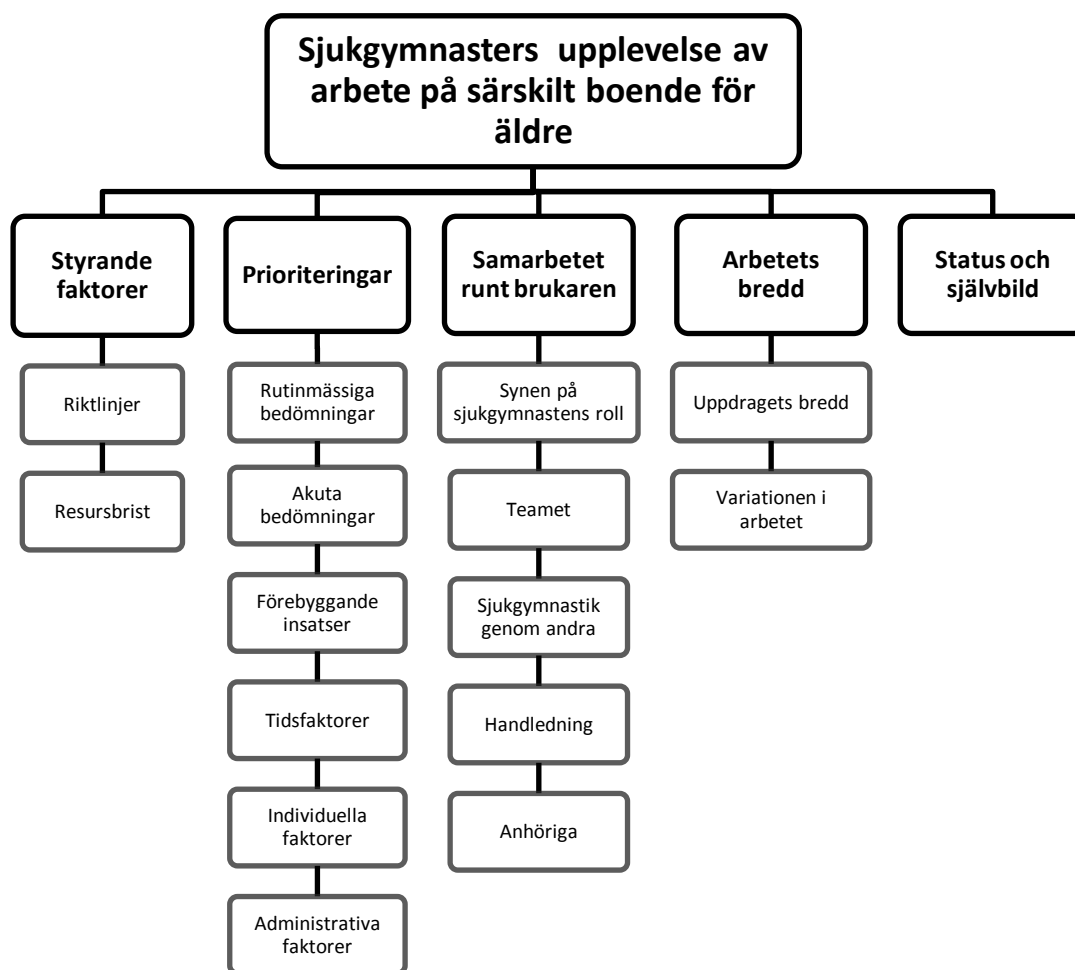 Sjukgymnasters upplevelse av
arbete på särskilt boende för
äldre
Styrande
faktorer
Riktlinjer
Resursbrist
Prioriteringar
Rutinmässiga
bedömningar
Akuta
bedömningar
Förebyggande
insatser
Tidsfaktorer
Individuella
faktorer
Administrativa
faktorer
Samarbetet
runt brukaren
Synen på
sjukgymnastens roll
Teamet
Sjukgymnastik
genom andra
Handledning
Anhöriga
Arbetets
bredd
Uppdragets bredd
Variationen i
arbetet
Status och
självbild